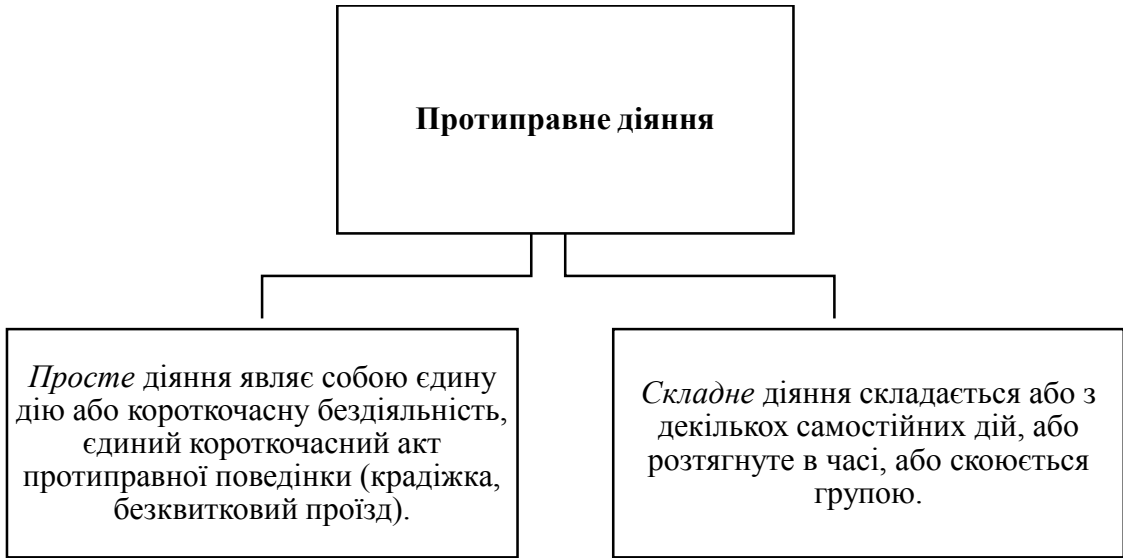 Протиправне діяння
Просте діяння являє собою єдину
дію або короткочасну бездіяльність,
єдиний короткочасний акт
протиправної поведінки (крадіжка,
безквитковий проїзд).
Складне діяння складається або з
декількох самостійних дій, або
розтягнуте в часі, або скоюється
групою.